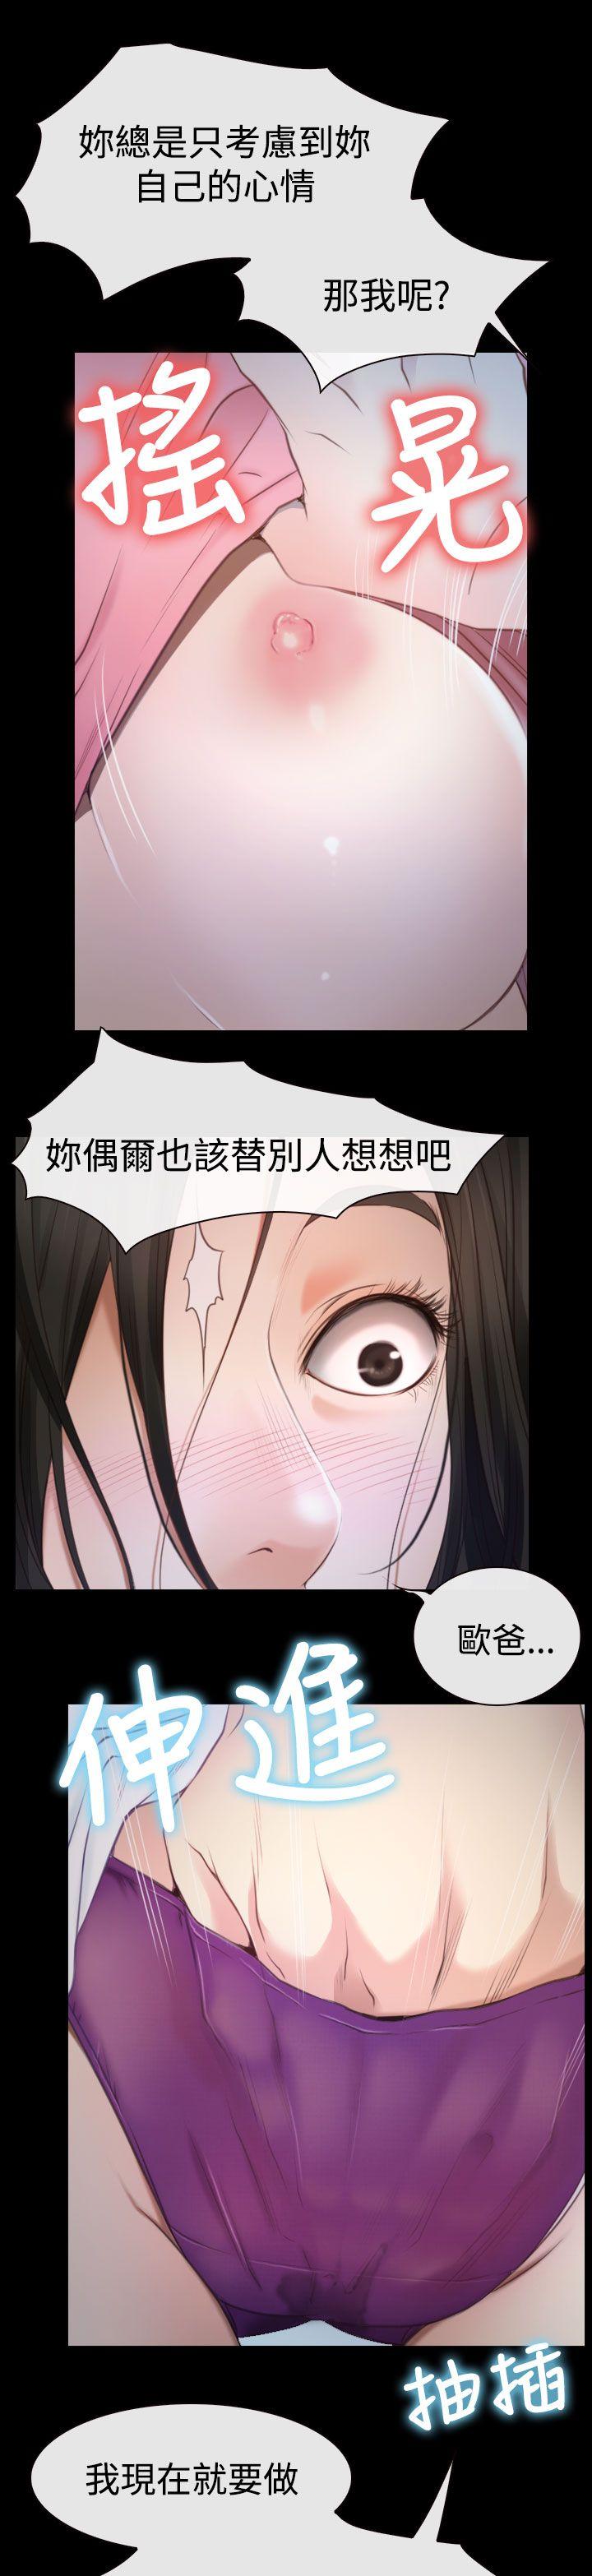 妳總是只考慮到妳
自己的心情
那我呢?
搖晃
妳偶爾也該替別人想想吧
歐爸...
伸進
抽插
我現在就要做